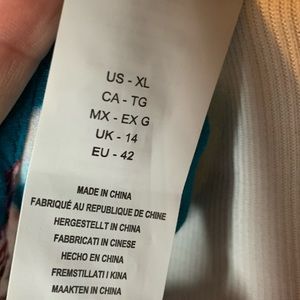 US - XL
CA - TG
MX - EX G
UK - 14
EU - 42
MADE IN CHINA
FABRIQUÉ AU REPUBLIQUE DE CHINE
HERGESTELLT IN CHINA
FABBRICATI IN CINESE
HECHO EN CHINA
FREMSTILLATI I KINA
MAAKTEN IN CHINA